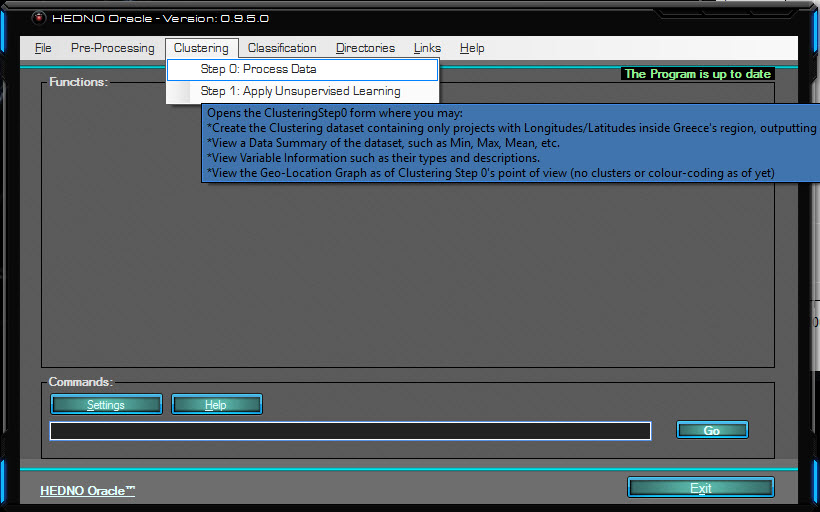 HEDNO Oracle - Version: 0.9.5.0
File Pre-Processing Clustering Classification Directories Links Help
Step 0: Process Data
The Program is up to date
Functions:
Step 1: Apply Unsupervised Learning
Opens the ClusteringStep0 form where you may:
*Create the Clustering dataset containing only projects with Longitudes/Latitudes inside Greece's region, outputting
*View a Data Summary of the dataset, such as Min, Max, Mean, etc.
*View Variable Information such as their types and descriptions.
*View the Geo-Location Graph as of Clustering Step 0's point of view (no clusters or colour-coding as of yet)
Commands:
Settings Help
Go
HEDNO Oracle™
Exit